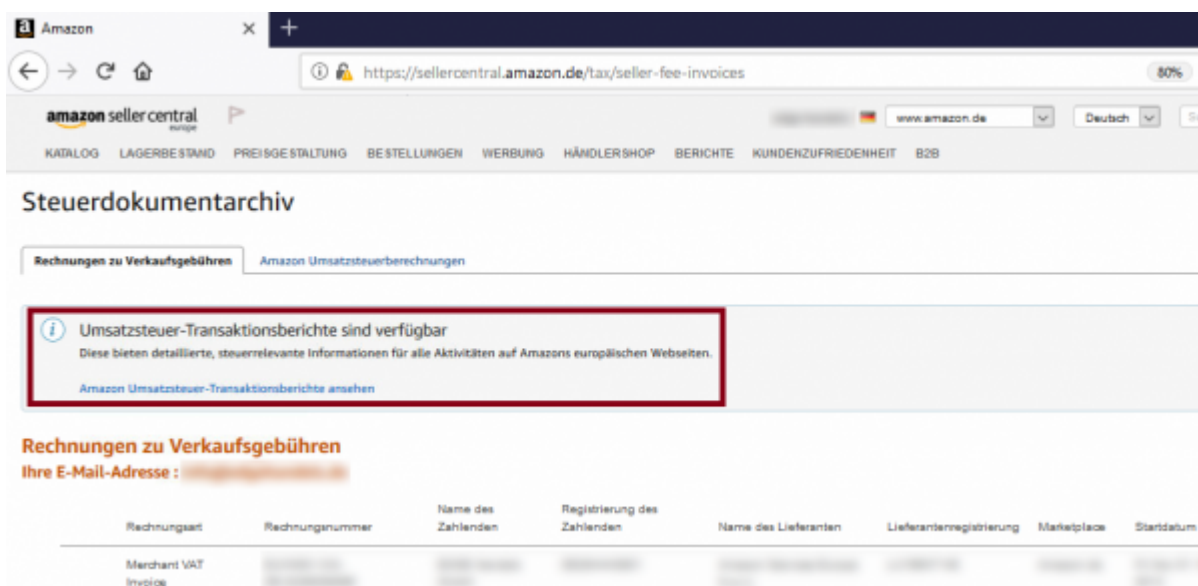 Amazon
https://sellercentral.amazon.de/tax/seller-fee-invoices
80%
amazon seller central
europe
www.amazon.de
Deutsch
KATALOG LAGERBESTAND PREISGESTALTUNG BESTELLUNGEN WERBUNG HÄNDLERSHOP BERICHTE KUNDENZUFRIEDENHEIT B2B
Steuerdokumentarchiv
Rechnungen zu Verkaufsgebühren
Amazon Umsatzsteuerberechnungen
Umsatzsteuer-Transaktionsberichte sind verfügbar
Diese bieten detaillierte, steuerrelevante Informationen für alle Aktivitäten auf Amazons europäischen Webseiten.
Amazon Umsatzsteuer-Transaktionsberichte ansehen
Rechnungen zu Verkaufsgebühren
Ihre E-Mail-Adresse :
Rechnungsart
Rechnungsnummer
Name des
Zahlenden
Registrierung des
Zahlenden
Name des Lieferanten
Lieferantenregistrierung
Marketplace
Startdatum
Merchant VAT
Invoice